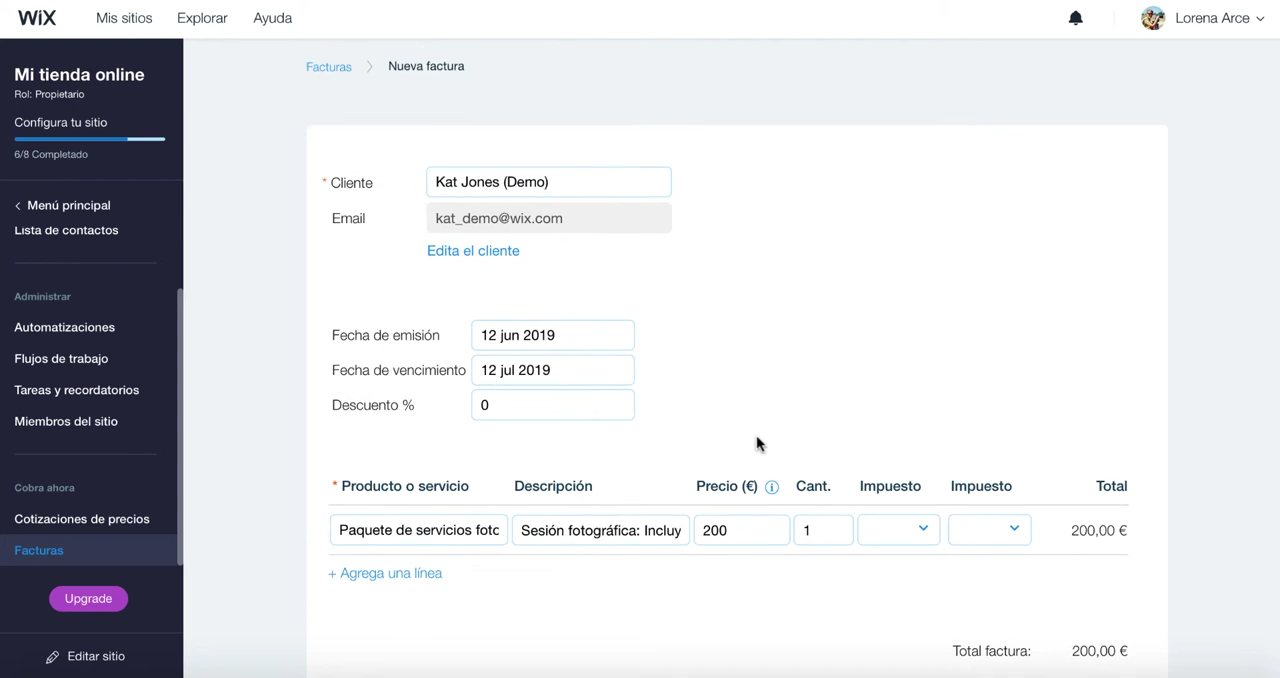 WiX
Mis sitios
Explorar
Ayuda
Lorena Arce
Mi tienda online
Rol: Propietario
Configura tu sitio
6/8 Completado
Menú principal
Lista de contactos
Administrar
Automatizaciones
Flujos de trabajo
Tareas y recordatorios
Miembros del sitio
Cobra ahora
Cotizaciones de precios
Facturas
Upgrade
Editar sitio
Facturas > Nueva factura
* Cliente Kat Jones (Demo)
Email kat_demo@wix.com
Edita el cliente
Fecha de emisión 12 jun 2019
Fecha de vencimiento 12 jul 2019
Descuento % 0
* Producto o servicio Descripción Precio (€) Cant. Impuesto Impuesto Total
Paquete de servicios fotc Sesión fotográfica: Incluy 200 1 200,00 €
+ Agrega una línea
Total factura: 200,00 €